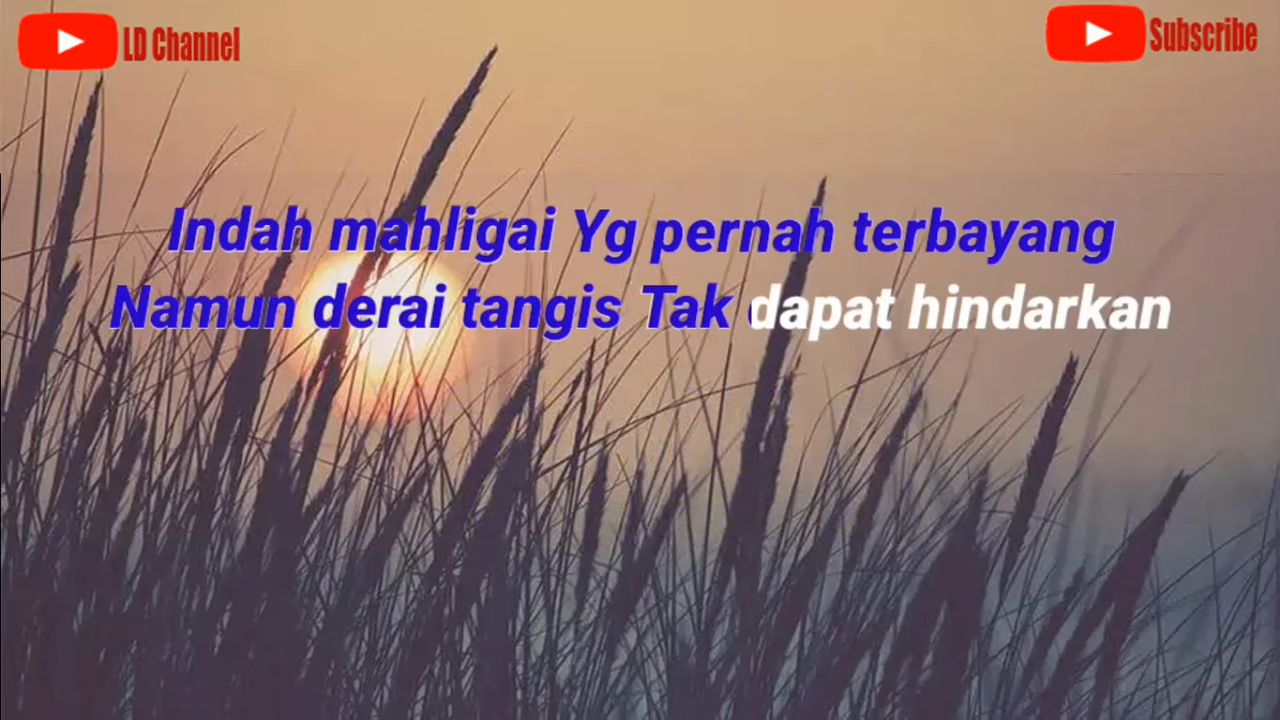 LD Channel
Subscribe
Indah mahligai Yg pernah terbayang
Namun derai tangis Tak dapat hindarkan